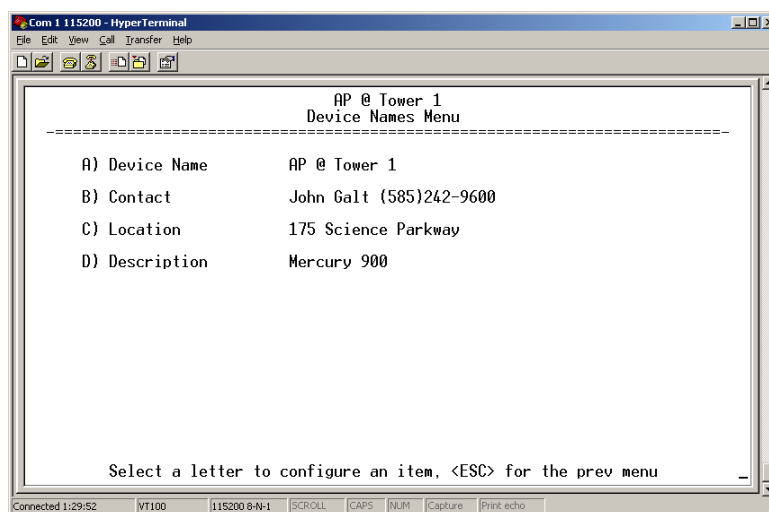 Com 1 115200 - HyperTerminal
File Edit View Call Transfer Help
AP @ Tower 1
Device Names Menu
-==========================================================================-
A) Device Name AP @ Tower 1
B) Contact John Galt (585)242-9600
C) Location 175 Science Parkway
D) Description Mercury 900
Select a letter to configure an item, <ESC> for the prev menu _
Connected 1:29:52 VT100 115200 8-N-1 SCROLL CAPS NUM Capture Print echo